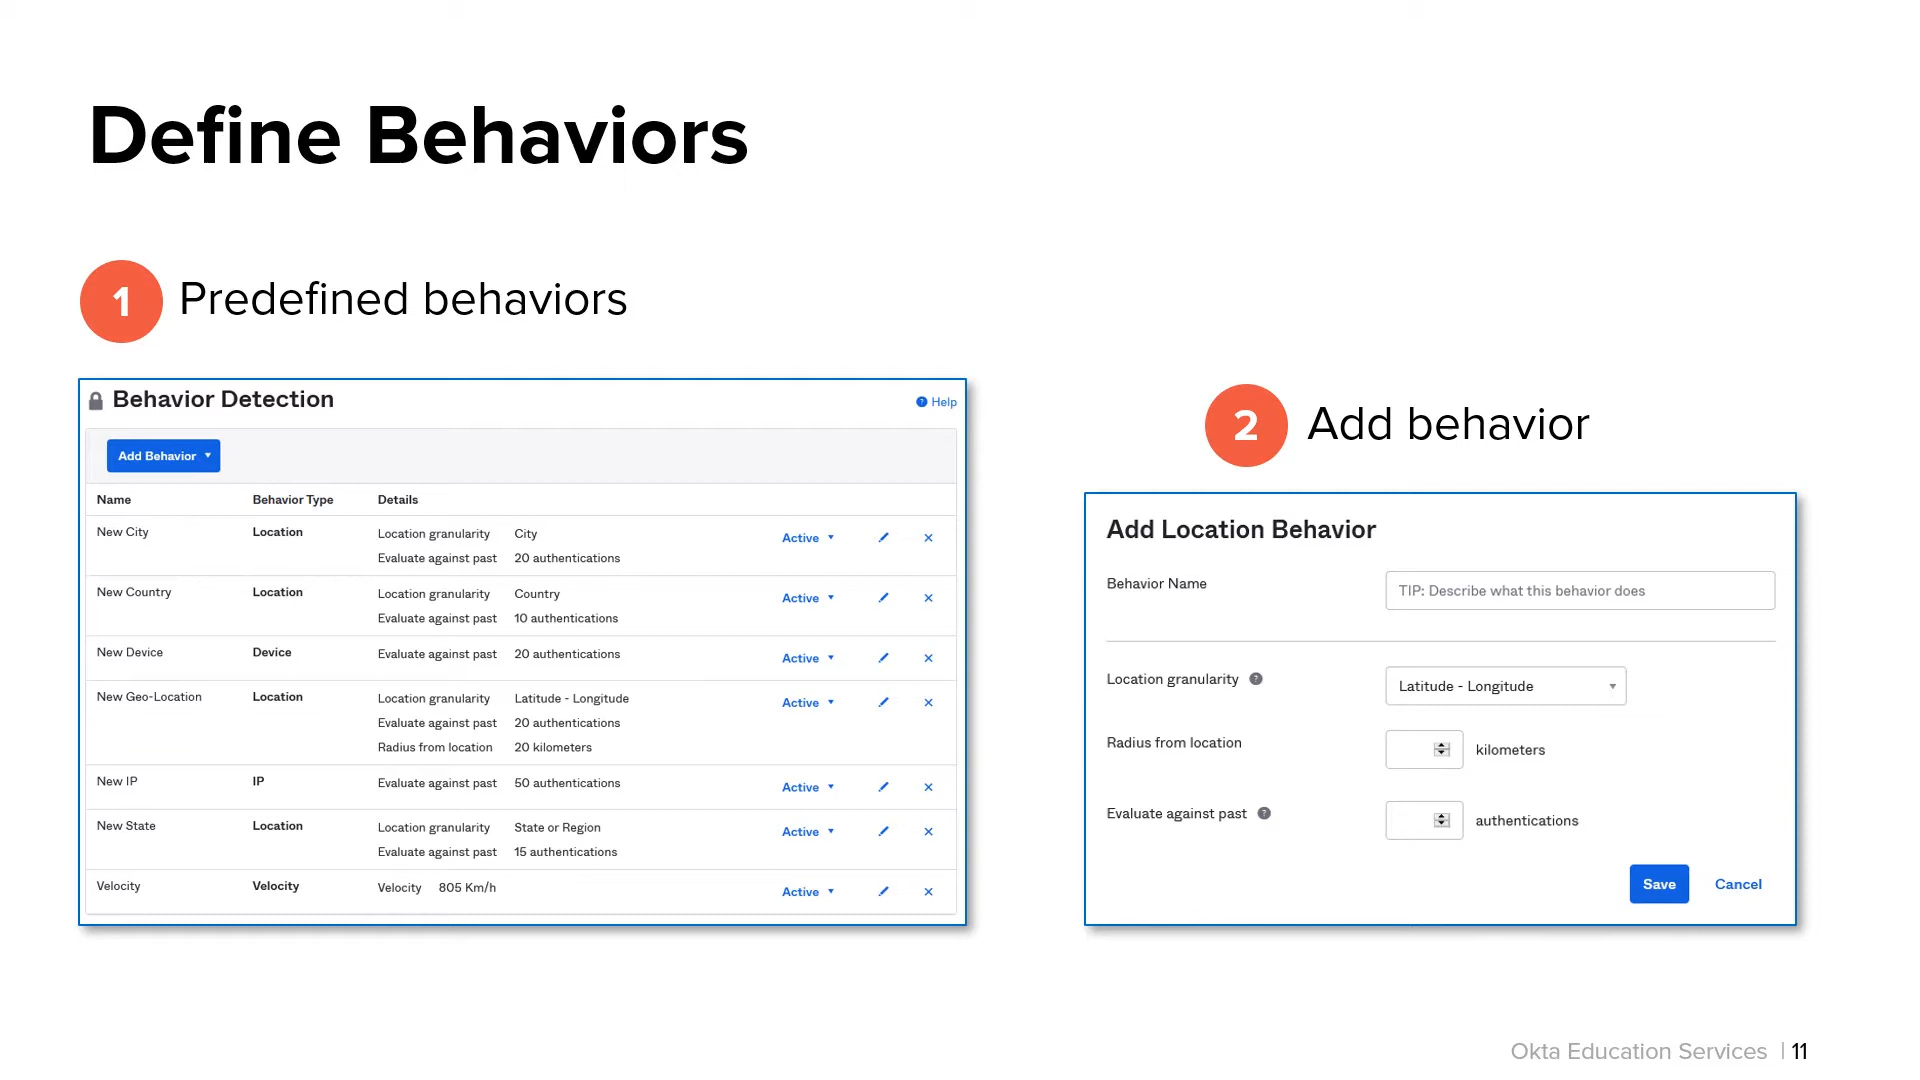 Define Behaviors
1 Predefined behaviors
Behavior Detection
Help
Add Behavior
Name Behavior Type Details
New City Location Location granularity City Active
Evaluate against past 20 authentications
New Country Location Location granularity Country Active
Evaluate against past 10 authentications
New Device Device Evaluate against past 20 authentications Active
New Geo-Location Location Location granularity Latitude - Longitude Active
Evaluate against past 20 authentications
Radius from location 20 kilometers
New IP IP Evaluate against past 50 authentications Active
New State Location Location granularity State or Region Active
Evaluate against past 15 authentications
Velocity Velocity Velocity 805 Km/h Active
2 Add behavior
Add Location Behavior
Behavior Name TIP: Describe what this behavior does
Location granularity ? Latitude - Longitude
Radius from location kilometers
Evaluate against past ? authentications
Save Cancel
Okta Education Services | 11